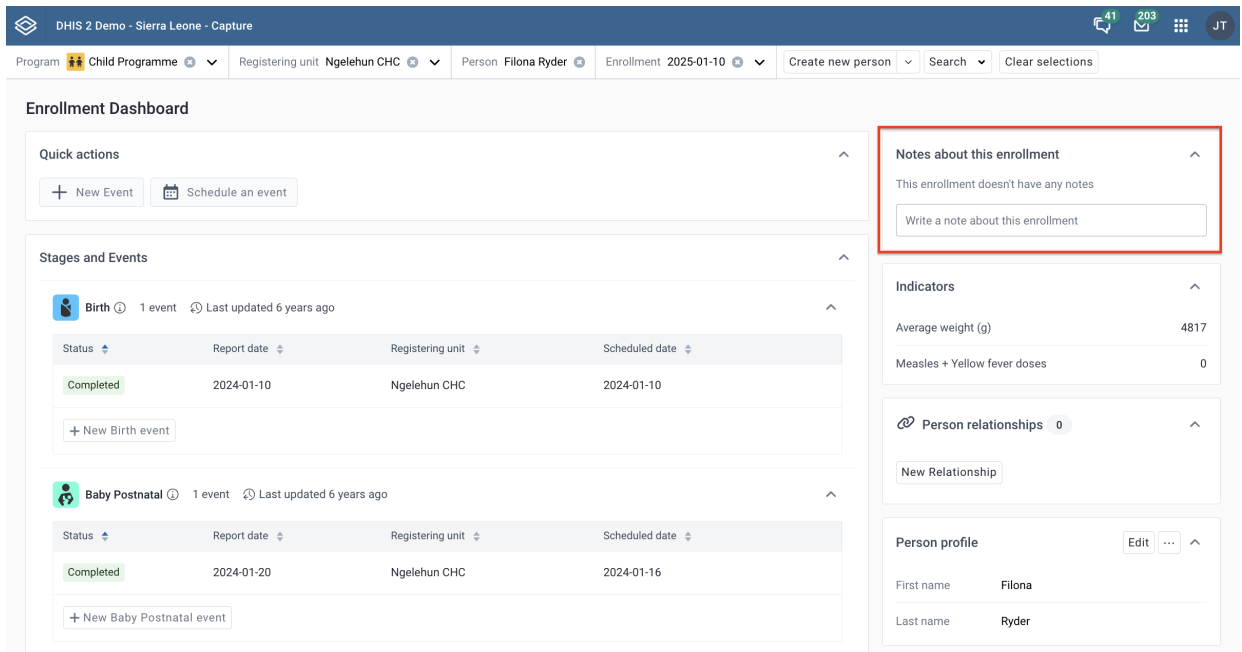 DHIS 2 Demo - Sierra Leone - Capture 41 203 JT
Program Child Programme Registering unit Ngelehun CHC Person Filona Ryder Enrollment 2025-01-10 Create new person Search Clear selections
Enrollment Dashboard
Quick actions
New Event Schedule an event
Stages and Events
Birth 1 event Last updated 6 years ago
Status Report date Registering unit Scheduled date
Completed 2024-01-10 Ngelehun CHC 2024-01-10
New Birth event
Baby Postnatal 1 event Last updated 6 years ago
Status Report date Registering unit Scheduled date
Completed 2024-01-20 Ngelehun CHC 2024-01-16
New Baby Postnatal event
Notes about this enrollment
This enrollment doesn't have any notes
Write a note about this enrollment
Indicators
Average weight (g) 4817
Measles + Yellow fever doses 0
Person relationships 0
New Relationship
Person profile Edit ...
First name Filona
Last name Ryder